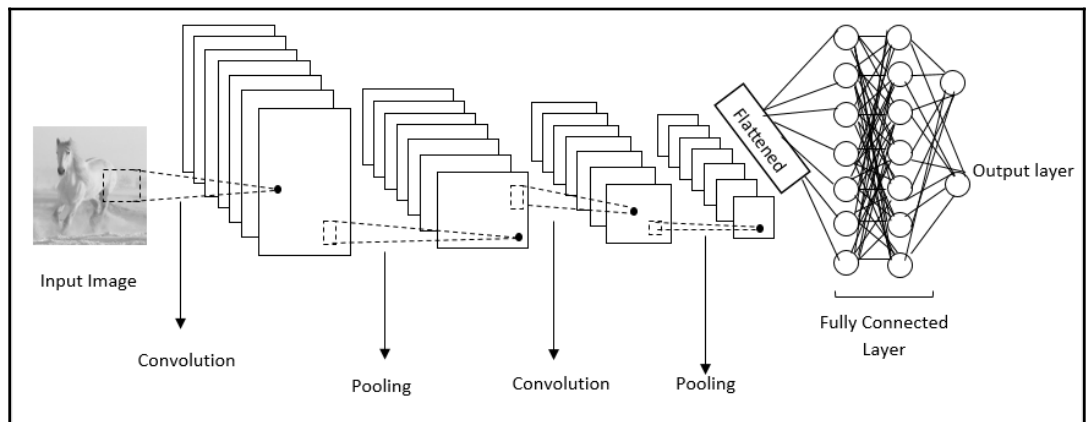 Input Image
Convolution
Pooling
Convolution
Pooling
Flattened
Fully Connected
Layer
Output layer